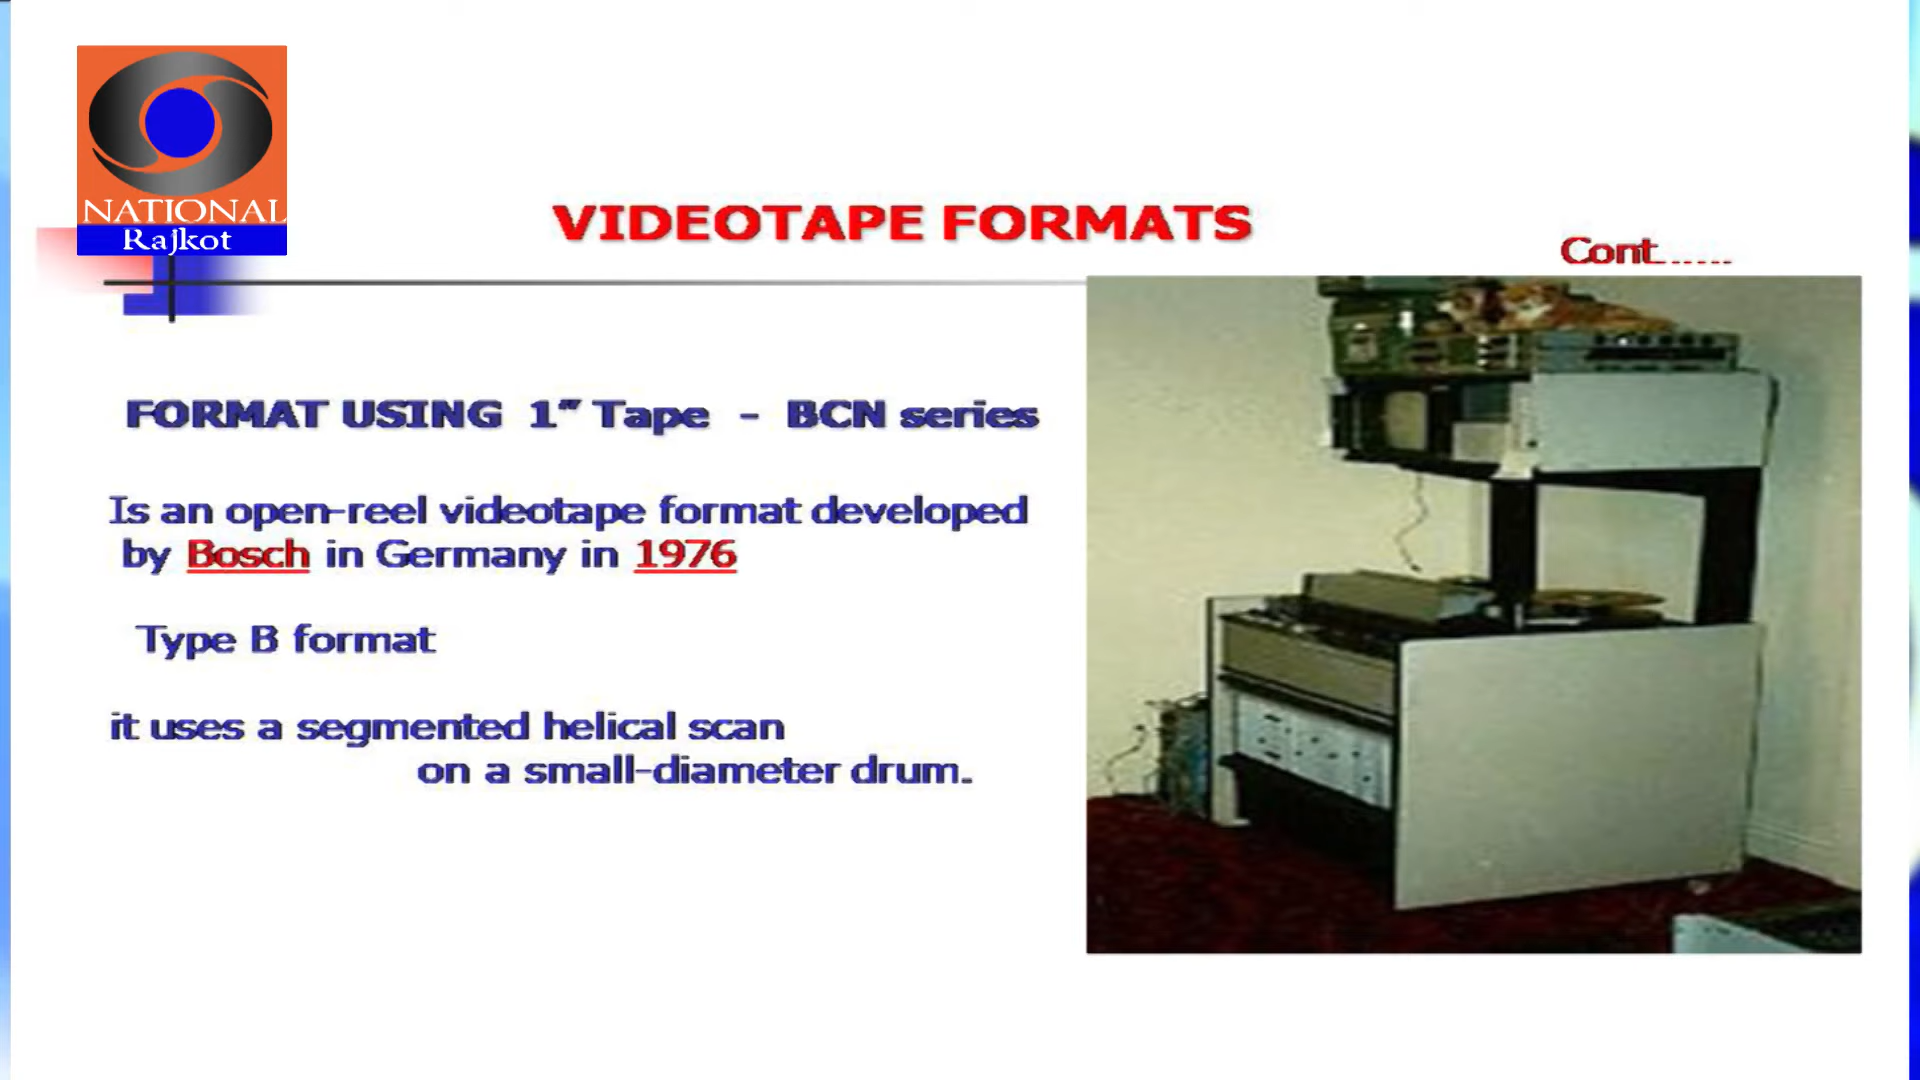 NATIONAL
Rajkot
VIDEOTAPE FORMATS
Cont......
FORMAT USING 1” Tape - BCN series
Is an open-reel videotape format developed
by Bosch in Germany in 1976
Type B format
it uses a segmented helical scan
on a small-diameter drum.